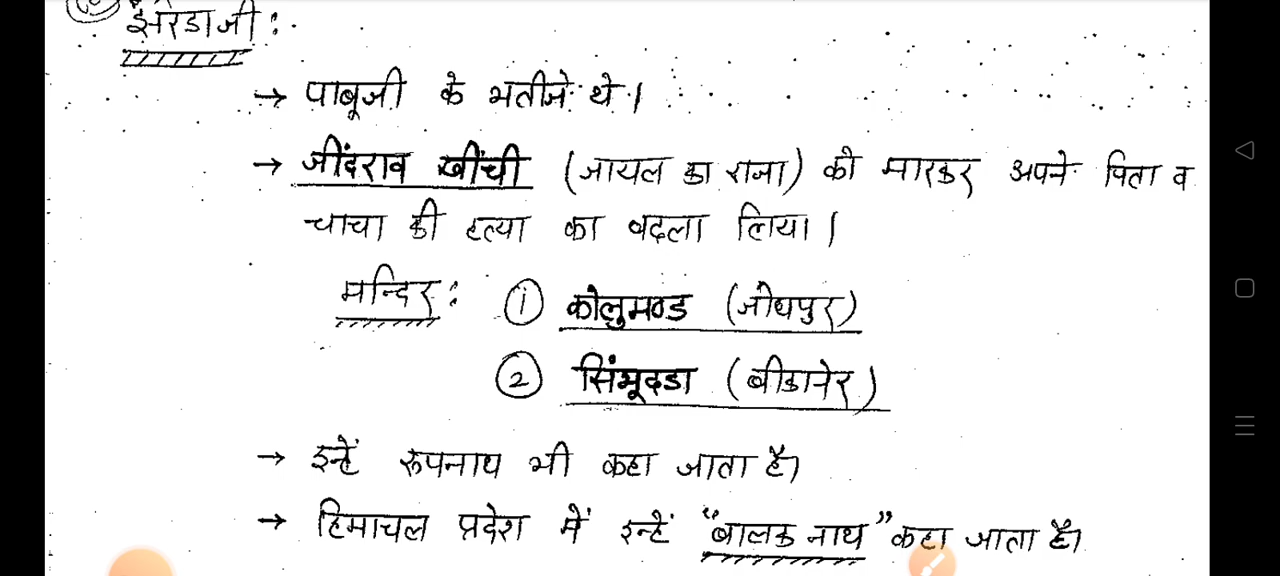 झरडाजी :
→ पाबूजी के भतीजे थे।
→ जींदराव खींची (जायल का राजा) को मारकर अपने पिता व
चाचा की हत्या का बदला लिया।
मन्दिर : ① कोलुमण्ड (जोधपुर)
② सिंभूदडा (बीकानेर)
→ इन्हें रूपनाथ भी कहा जाता है।
→ हिमाचल प्रदेश में इन्हें "बालक नाथ" कहा जाता है।